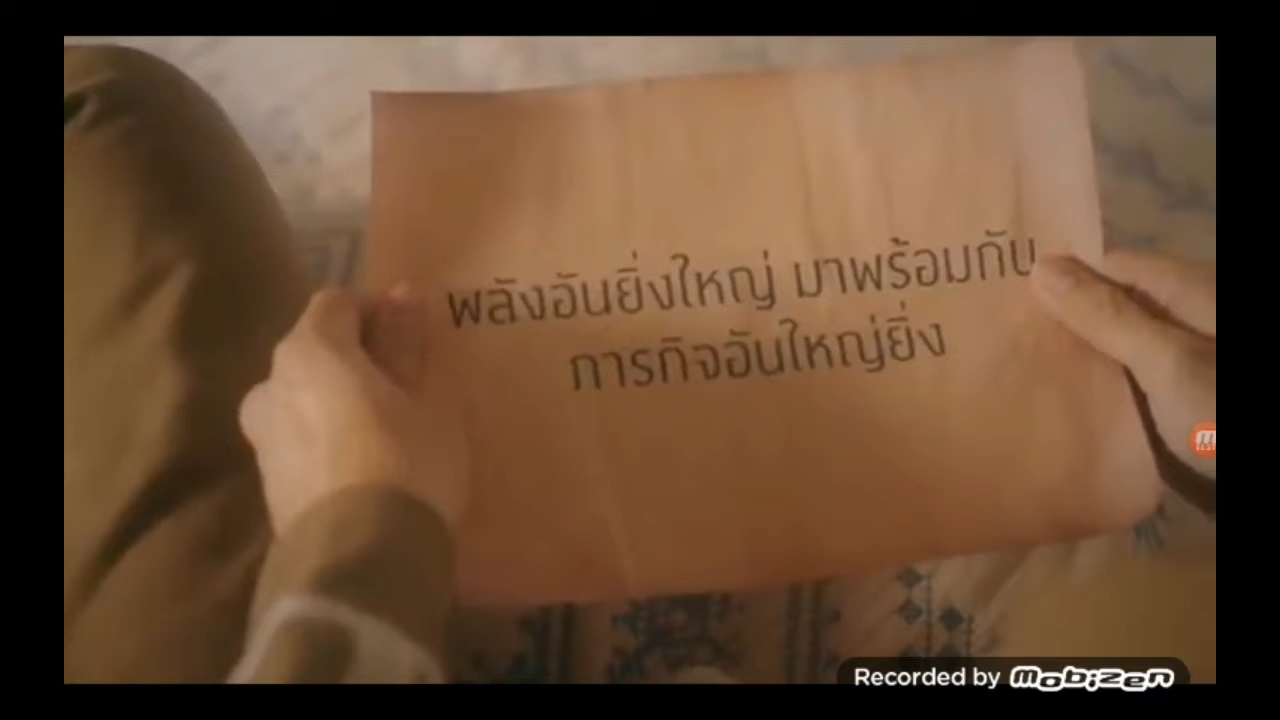 พลังอันยิ่งใหญ่ มาพร้อมกับ
ภารกิจอันใหญ่ยิ่ง
Recorded by mobizen